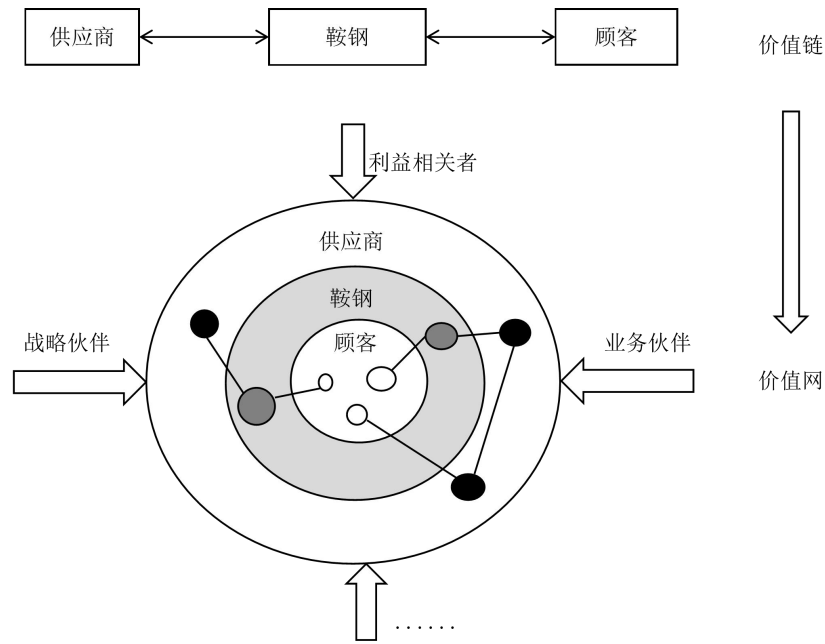 供应商
鞍钢
顾客
价值链
利益相关者
供应商
鞍钢
顾客
战略伙伴
业务伙伴
价值网
......